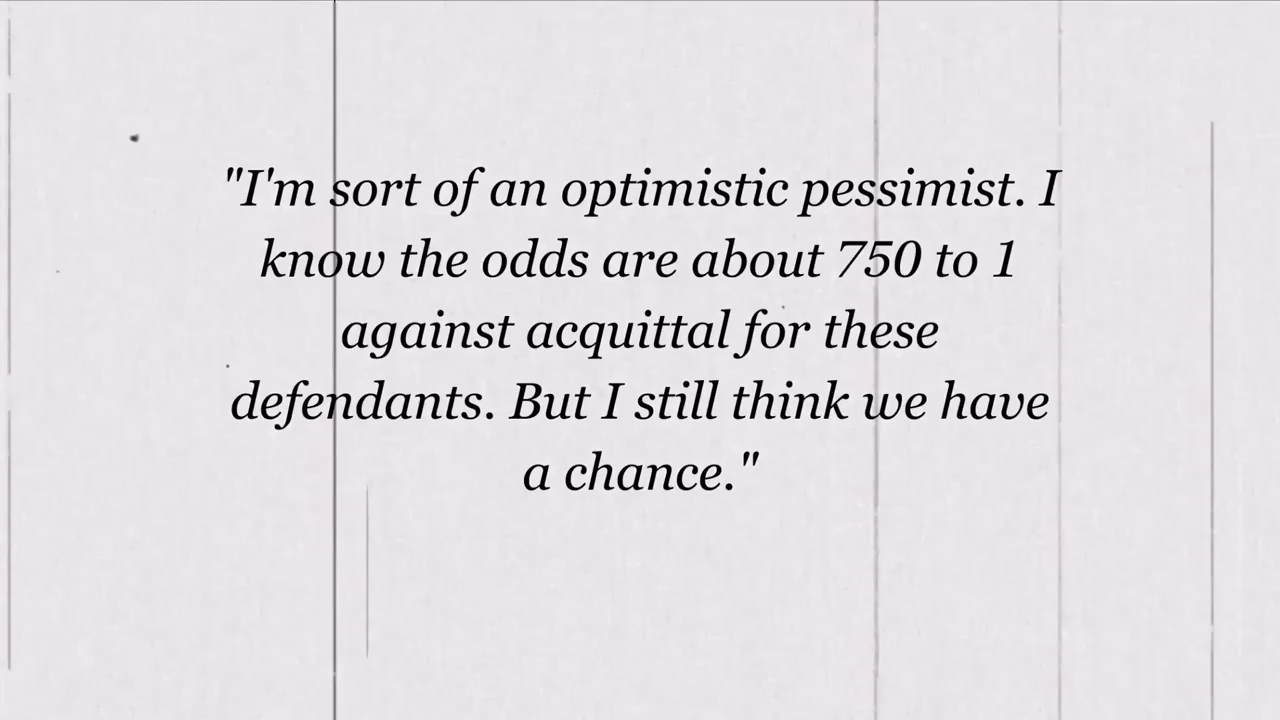 "I'm sort of an optimistic pessimist. I
know the odds are about 750 to 1
against acquittal for these
defendants. But I still think we have
a chance."